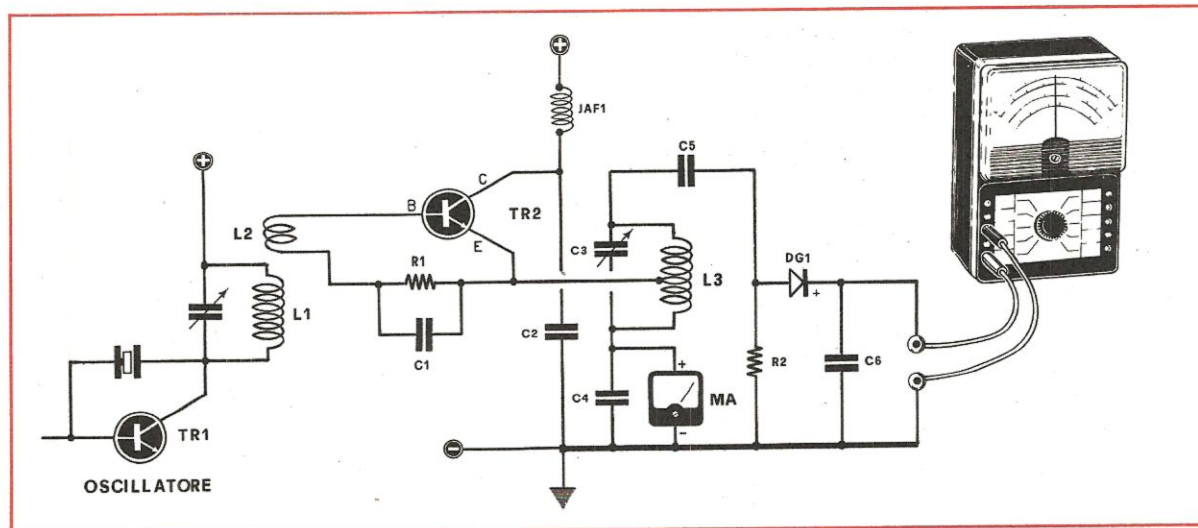 +
JAF1
C5
+
C
B
TR2
L2
E
C3
R1
L3
DG1
+
L1
C2
C1
R2
C6
+
C4
MA
-
TR1
-
OSCILLATORE